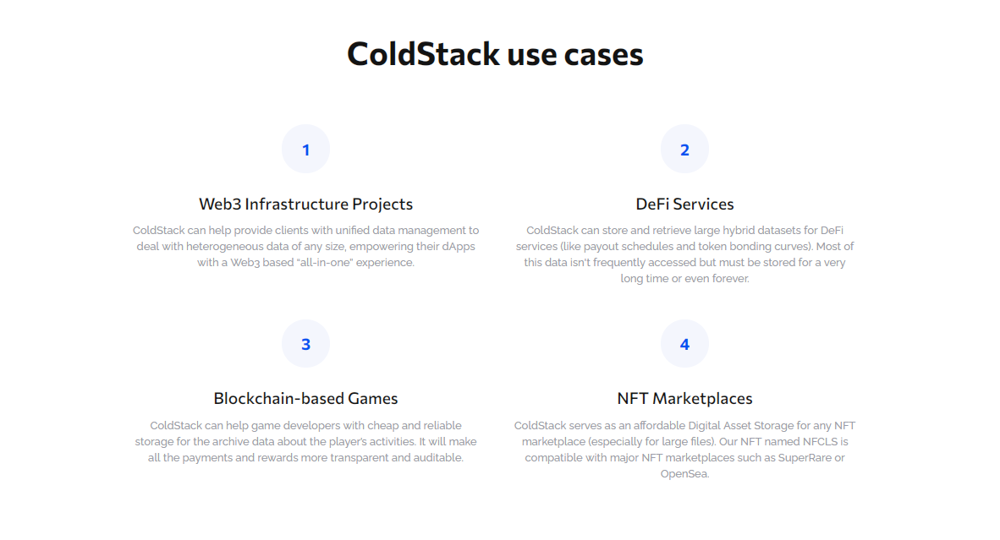 ColdStack use cases
1
Web3 Infrastructure Projects
ColdStack can help provide clients with unified data management to
deal with heterogeneous data of any size, empowering their dApps
with a Web3 based “all-in-one” experience.
2
DeFi Services
ColdStack can store and retrieve large hybrid datasets for DeFi
services (like payout schedules and token bonding curves). Most of
this data isn't frequently accessed but must be stored for a very
long time or even forever.
3
Blockchain-based Games
ColdStack can help game developers with cheap and reliable
storage for the archive data about the player's activities. It will make
all the payments and rewards more transparent and auditable.
4
NFT Marketplaces
ColdStack serves as an affordable Digital Asset Storage for any NFT
marketplace (especially for large files). Our NFT named NFCLS is
compatible with major NFT marketplaces such as SuperRare or
OpenSea.